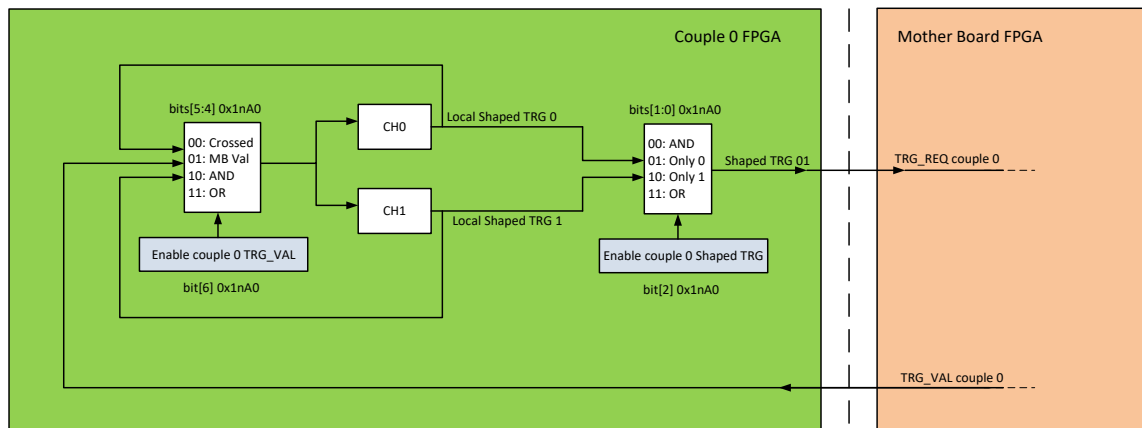 Couple 0 FPGA
Mother Board FPGA
bits[5:4] 0x1nA0
00: Crossed
01: MB Val
10: AND
11: OR
Enable couple 0 TRG_VAL
bit[6] 0x1nA0
CH0
CH1
Local Shaped TRG 0
Local Shaped TRG 1
bits[1:0] 0x1nA0
00: AND
01: Only 0
10: Only 1
11: OR
Enable couple 0 Shaped TRG
bit[2] 0x1nA0
Shaped TRG 01
TRG_REQ couple 0
TRG_VAL couple 0